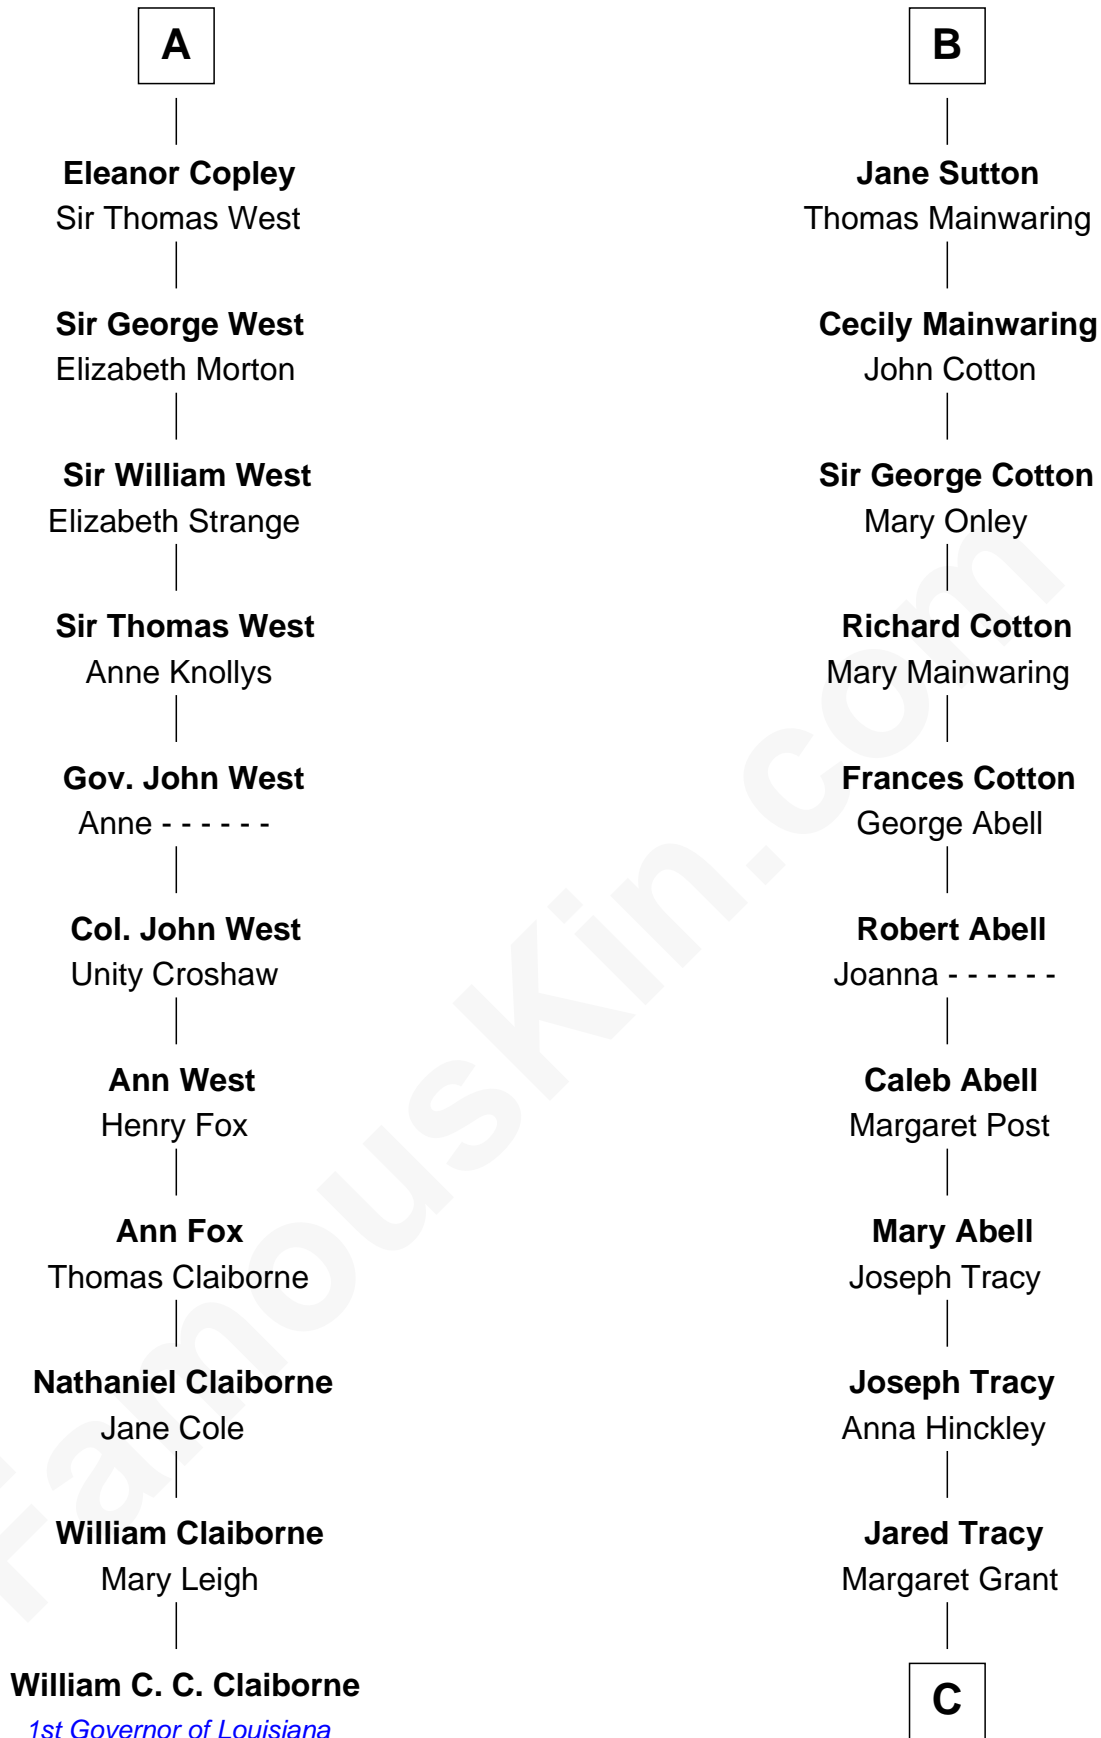 A
Eleanor Copley
Sir Thomas West
Sir George West
Elizabeth Morton
Sir William West
Elizabeth Strange
Sir Thomas West
Anne Knollys
Gov. John West
Anne - - - - - -
Col. John West
Unity Croshaw
Ann West
Henry Fox
Ann Fox
Thomas Claiborne
Nathaniel Claiborne
Jane Cole
William Claiborne
Mary Leigh
William C. C. Claiborne
1st Governor of Louisiana
B
Jane Sutton
Thomas Mainwaring
Cecily Mainwaring
John Cotton
Sir George Cotton
Mary Onley
Richard Cotton
Mary Mainwaring
Frances Cotton
George Abell
Robert Abell
Joanna - - - - - -
Caleb Abell
Margaret Post
Mary Abell
Joseph Tracy
Joseph Tracy
Anna Hinckley
Jared Tracy
Margaret Grant
C
FamousKin.com